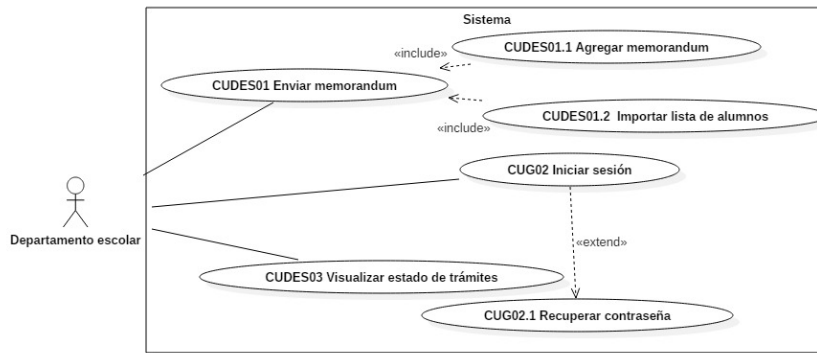 Sistema
«include»
CUDES01.1 Agregar memorandum
CUDES01 Enviar memorandum
CUDES01.2 Importar lista de alumnos
«include»
CUG02 Iniciar sesión
Departamento escolar
«extend»
CUDES03 Visualizar estado de trámites
CUG02.1 Recuperar contraseña